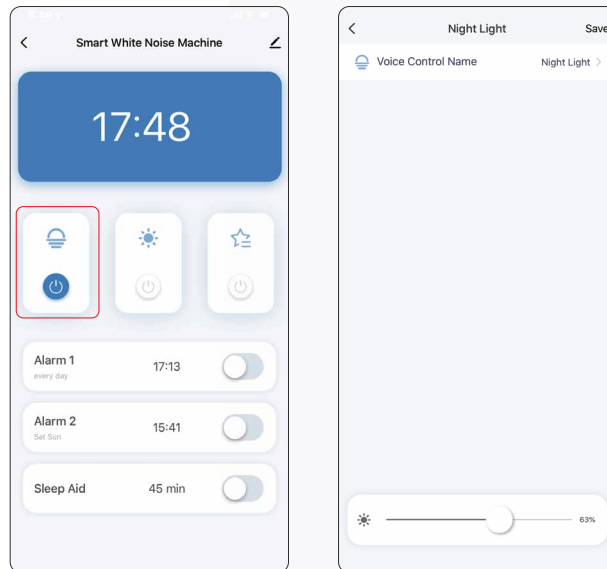 Smart White Noise Machine
17:48
Alarm 1
17:13
every day
Alarm 2
15:41
Sat Sun
Sleep Aid
45 min
Night Light
Save
Voice Control Name
Night Light >
63%